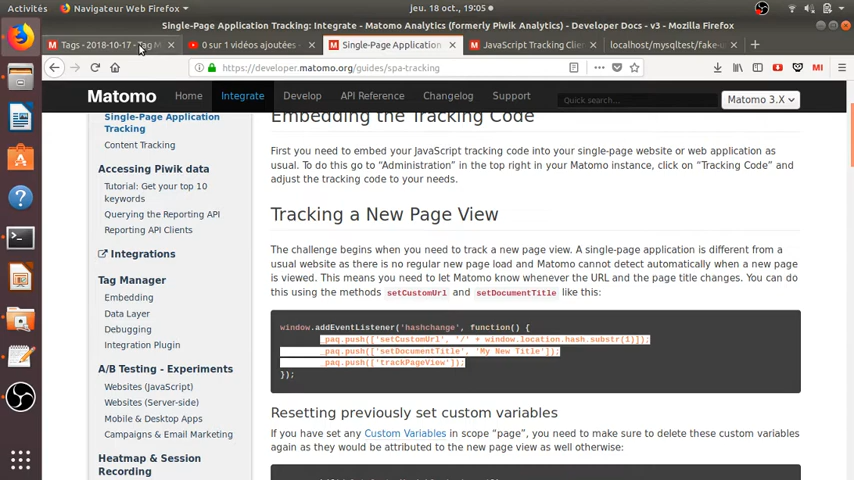 Activités
Navigateur Web Firefox
jeu. 18 oct., 19:05
Single-Page Application Tracking: Integrate - Matomo Analytics (formerly Piwik Analytics) - Developer Docs - v3 - Mozilla Firefox
Tags - 2018-10-17 - Tag M
0 sur 1 vidéos ajoutées
Single-Page Application
JavaScript Tracking Clien
localhost/mysqltest/fake-u
https://developer.matomo.org/guides/spa-tracking
Matomo
Home
Integrate
Develop
API Reference
Changelog
Support
Quick search...
Matomo 3.X
Single-Page Application
Tracking
Content Tracking
Accessing Piwik data
Tutorial: Get your top 10
keywords
Querying the Reporting API
Reporting API Clients
Integrations
Tag Manager
Embedding
Data Layer
Debugging
Integration Plugin
A/B Testing - Experiments
Websites (JavaScript)
Websites (Server-side)
Mobile & Desktop Apps
Campaigns & Email Marketing
Heatmap & Session
Recording
Embedding the Tracking Code
First you need to embed your JavaScript tracking code into your single-page website or web application as
usual. To do this go to “Administration” in the top right in your Matomo instance, click on “Tracking Code” and
adjust the tracking code to your needs.
Tracking a New Page View
The challenge begins when you need to track a new page view. A single-page application is different from a
usual website as there is no regular new page load and Matomo cannot detect automatically when a new page
is viewed. This means you need to let Matomo know whenever the URL and the page title changes. You can do
this using the methods setCustomUrl and setDocumentTitle like this:
window.addEventListener('hashchange', function() {
_paq.push(['setCustomUrl', '/' + window.location.hash.substr(1)]);
_paq.push(['setDocumentTitle', 'My New Title']);
_paq.push(['trackPageView']);
});
Resetting previously set custom variables
If you have set any Custom Variables in scope “page”, you need to make sure to delete these custom variables
again as they would be attributed to the new page view as well otherwise: